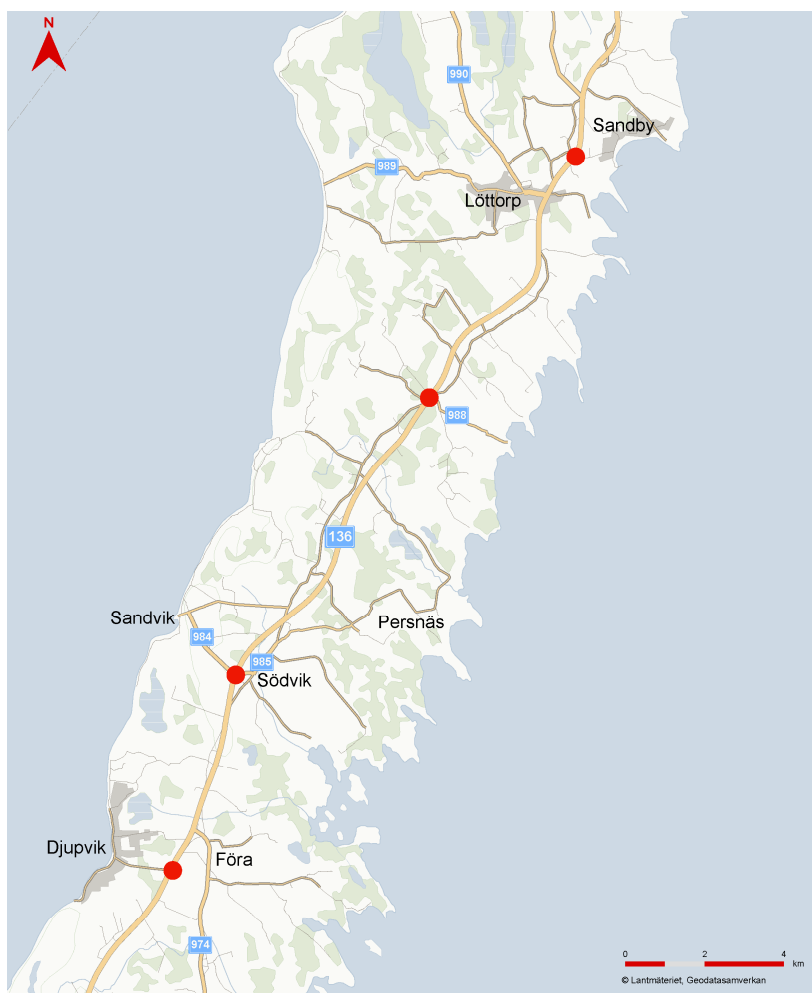 N
990
Sandby
989
Löttorp
988
136
Sandvik
Persnäs
984
985
Södvik
Djupvik
Föra
974
0 2 4
km
© Lantmäteriet, Geodatasamverkan